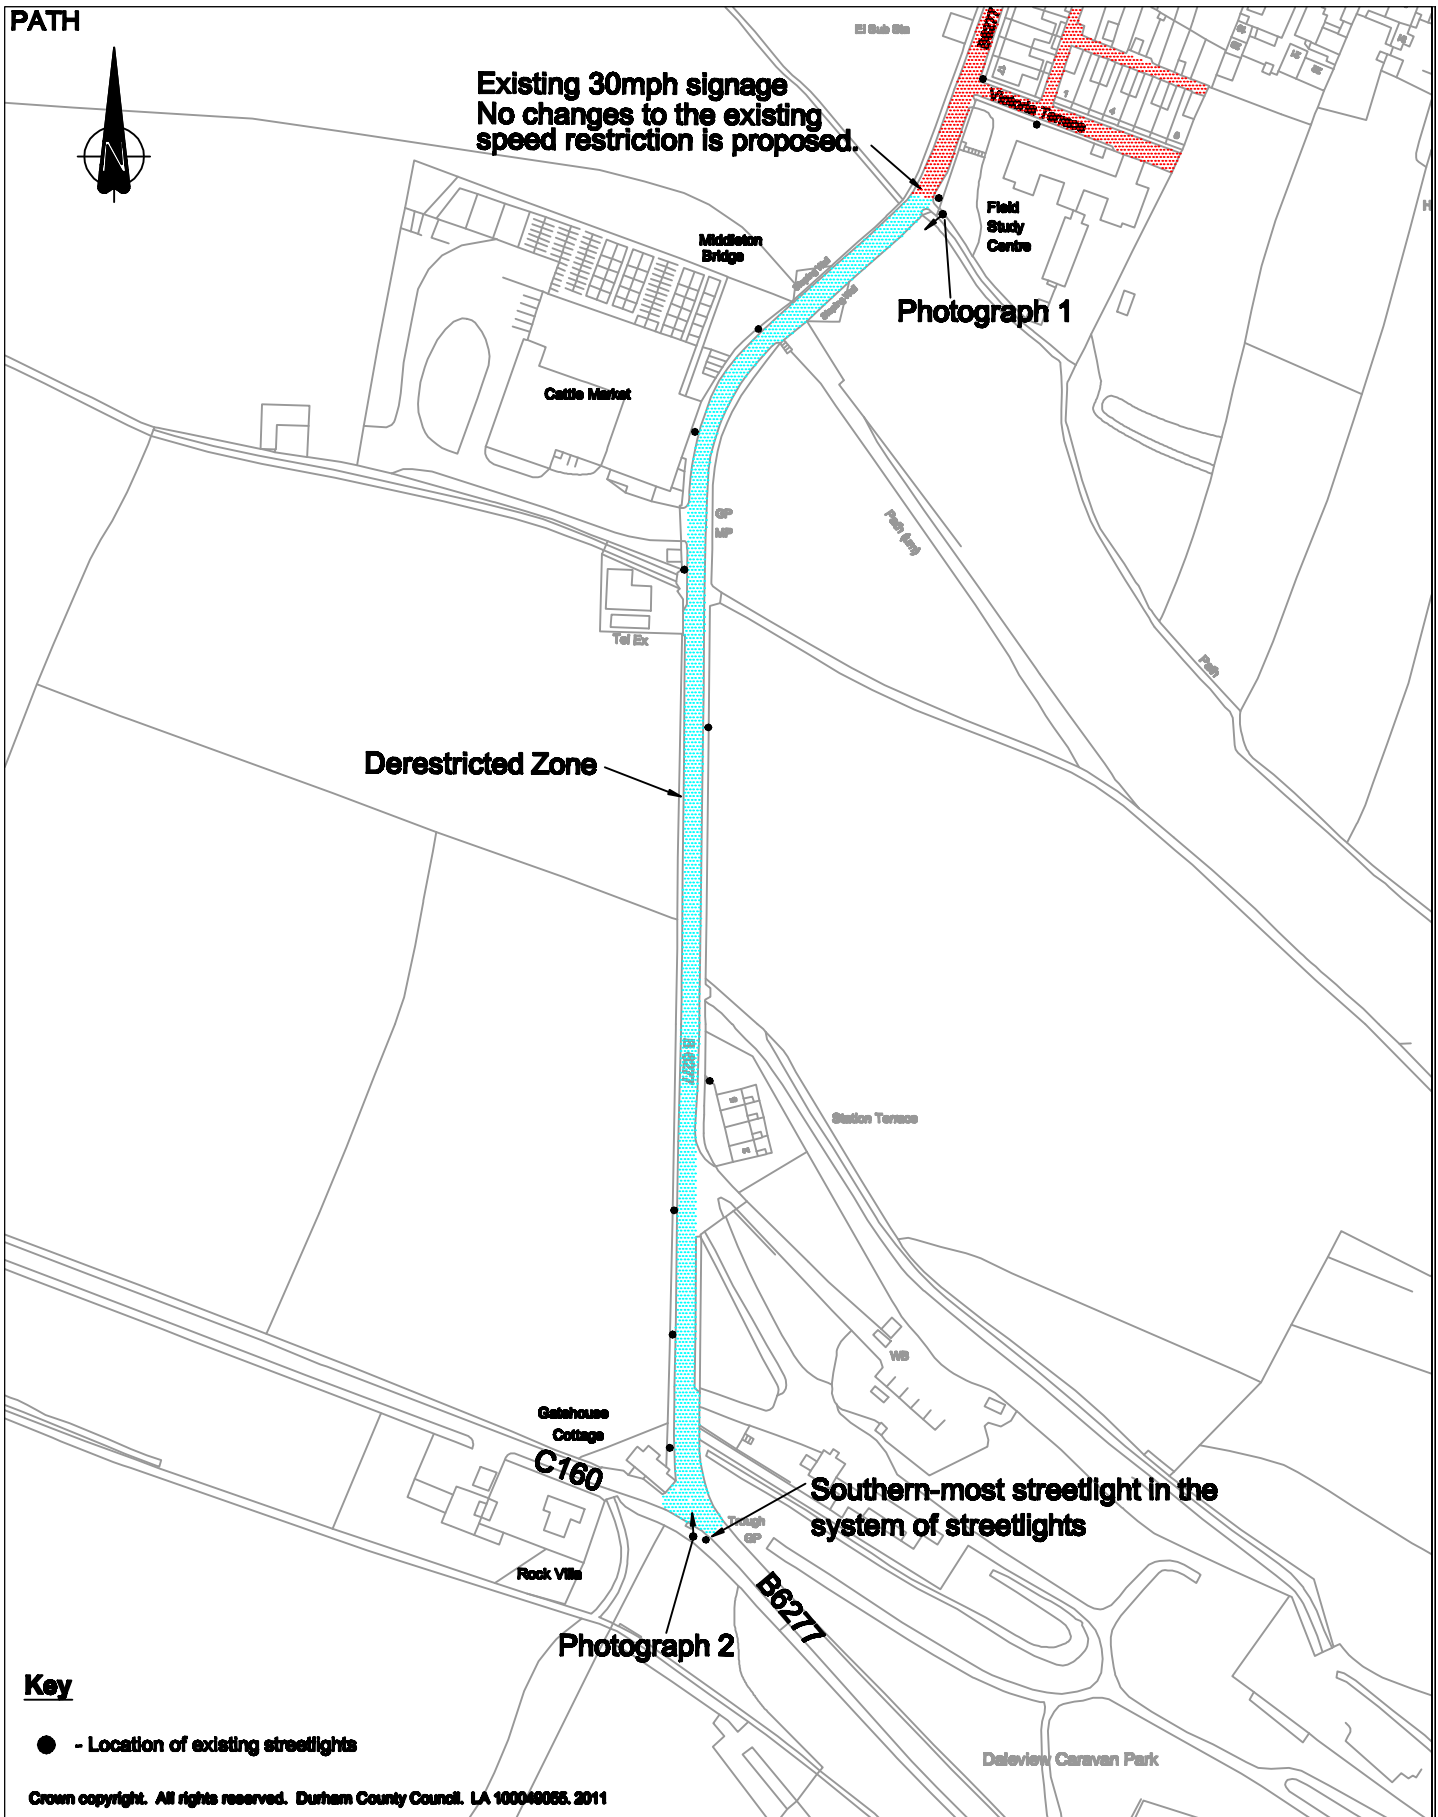 PATH
N
El Sub Sta
B6277
Existing 30mph signage
No changes to the existing
speed restriction is proposed.
Victoria Terrace
1
4
Field
Study
Centre
Middleton
Bridge
Photograph 1
Cattle Market
GP
MP
Path (um)
Tel Ex
Path
Derestricted Zone
B 6277
Station Terrace
WB
Gatehouse
Cottage
C160
Southern-most streetlight in the
system of streetlights
Trough
GP
Rock Villa
B6277
Photograph 2
Key
- Location of existing streetlights
Daleview Caravan Park
Crown copyright. All rights reserved. Durham County Council. LA 100049055. 2011